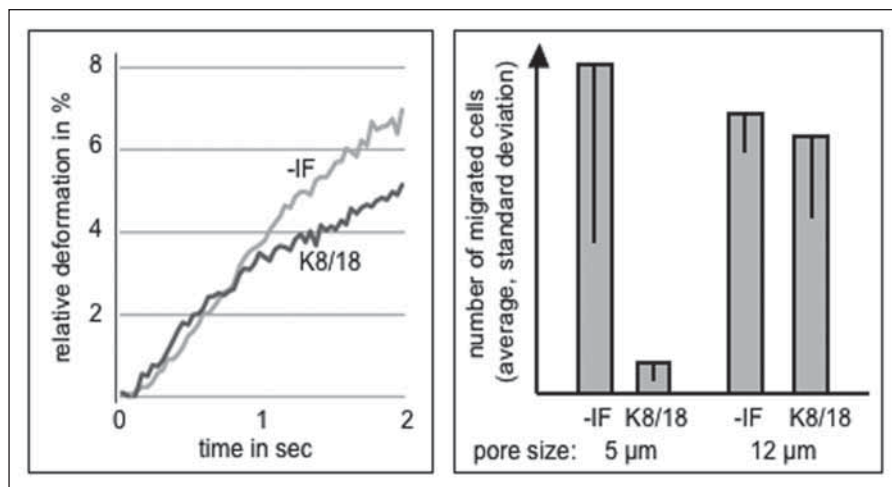 relative deformation in %
8
6
4
2
0
1
2
time in sec
-IF
K8/18
number of migrated cells
(average, standard deviation)
-IF K8/18 -IF K8/18
pore size: 5 µm 12 µm